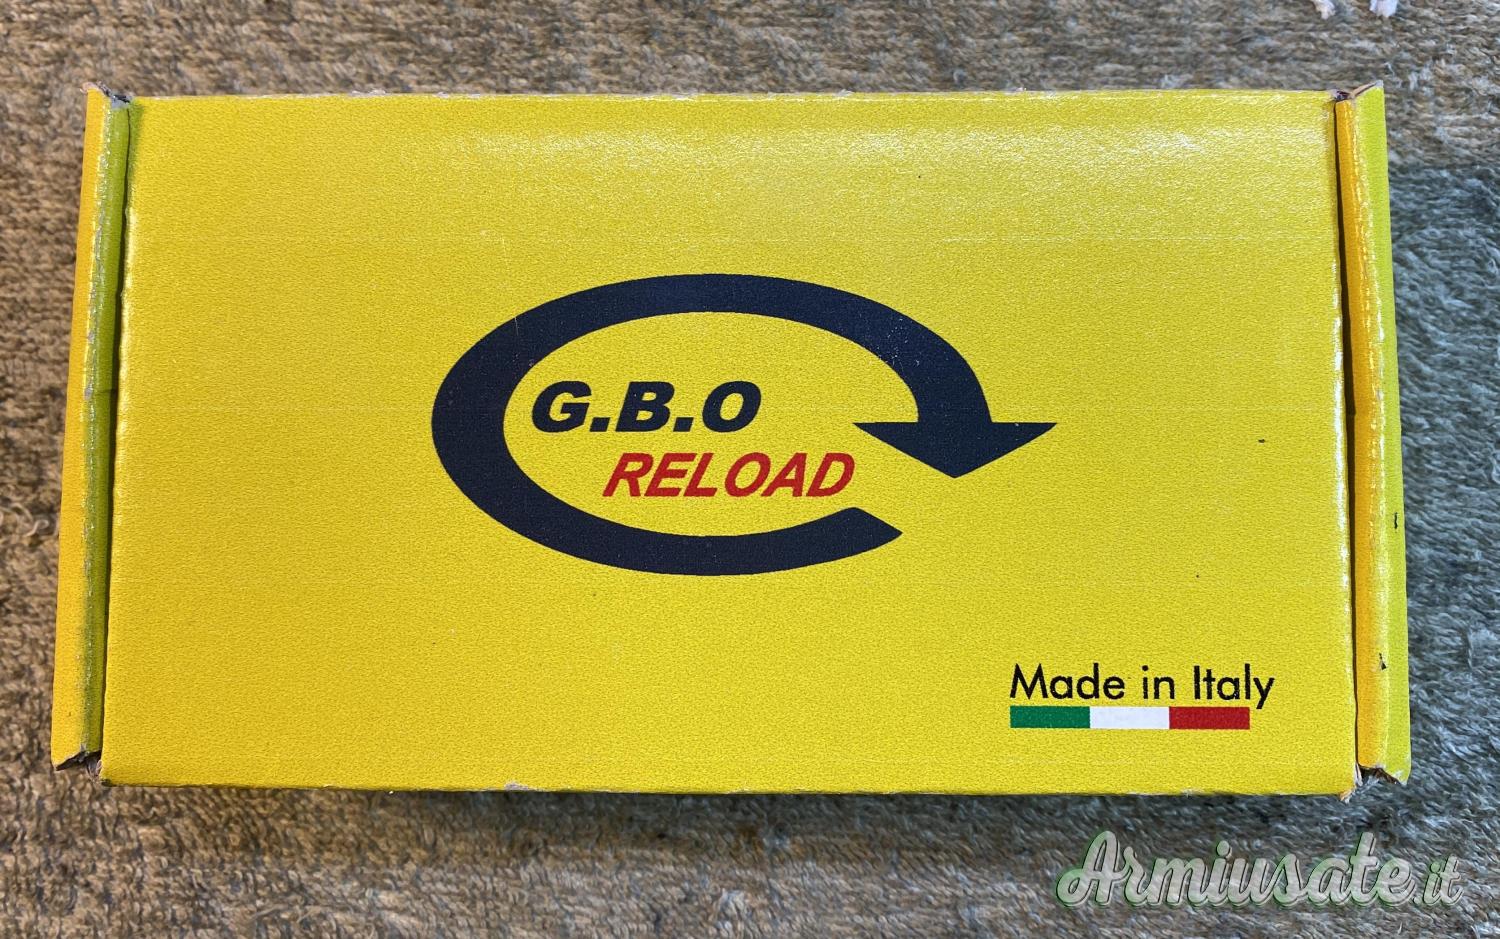 G.B.O
RELOAD
Made in Italy
Armiusate.it